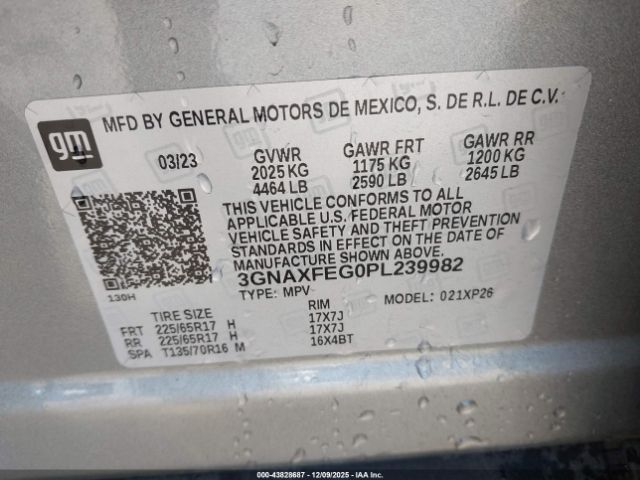 gm
MFD BY GENERAL MOTORS DE MEXICO, S. DE R.L. DE C.V.
03/23 GVWR GAWR FRT GAWR RR
2025 KG 1175 KG 1200 KG
4464 LB 2590 LB 2645 LB
THIS VEHICLE CONFORMS TO ALL
APPLICABLE U.S. FEDERAL MOTOR
VEHICLE SAFETY AND THEFT PREVENTION
STANDARDS IN EFFECT ON THE DATE OF
MANUFACTURE SHOWN ABOVE.
3GNAXFEG0PL239982
130H
TYPE: MPV MODEL: 021XP26
TIRE SIZE RIM
FRT 225/65R17 H 17X7J
RR 225/65R17 H 17X7J
SPA T135/70R16 M 16X4BT
250-43828687 - 12/09/2025 - IAA Inc.